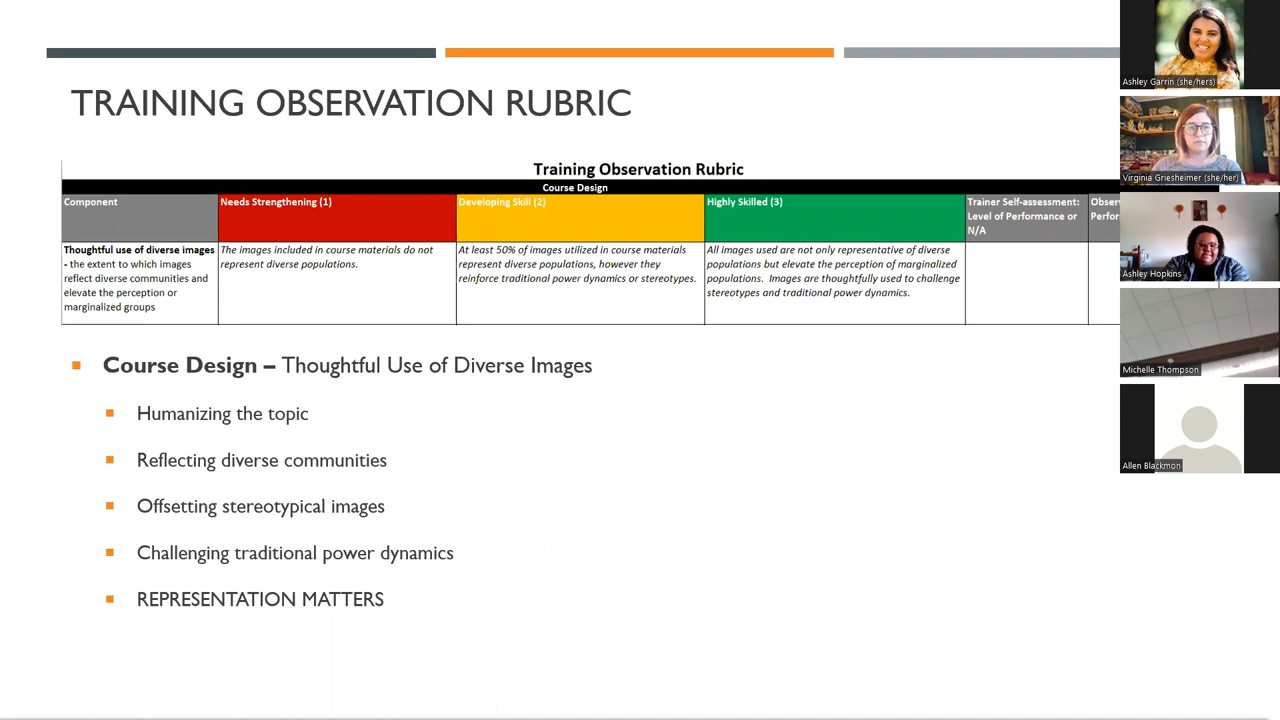 TRAINING OBSERVATION RUBRIC
Training Observation Rubric
Course Design
Component
Needs Strengthening (1)
Developing Skill (2)
Highly Skilled (3)
Trainer Self-assessment:
Level of Performance or
N/A
Obser
Perfor
Thoughtful use of diverse images
- the extent to which images
reflect diverse communities and
elevate the perception or
marginalized groups
The images included in course materials do not
represent diverse populations.
At least 50% of images utilized in course materials
represent diverse populations, however they
reinforce traditional power dynamics or stereotypes.
All images used are not only representative of diverse
populations but elevate the perception of marginalized
populations.  Images are thoughtfully used to challenge
stereotypes and traditional power dynamics.
Course Design – Thoughtful Use of Diverse Images
Humanizing the topic
Reflecting diverse communities
Offsetting stereotypical images
Challenging traditional power dynamics
REPRESENTATION MATTERS
Ashley Garrin (she/hers)
Virginia Griesheimer (she/her)
Ashley Hopkins
Michelle Thompson
Allen Blackmon